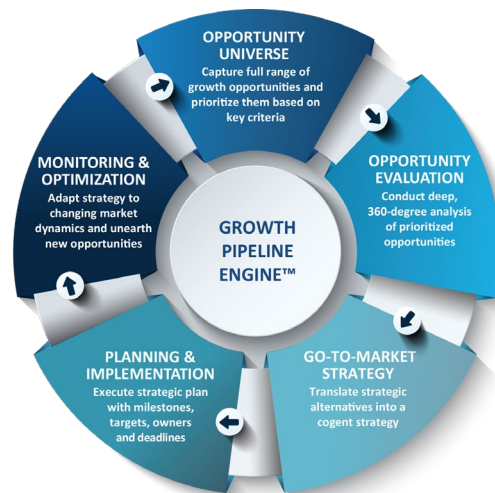 OPPORTUNITY
UNIVERSE
Capture full range of
growth opportunities and
prioritize them based on
key criteria
OPPORTUNITY
EVALUATION
Conduct deep,
360-degree analysis
of prioritized
opportunities
GO-TO-MARKET
STRATEGY
Translate strategic
alternatives into a
cogent strategy
PLANNING &
IMPLEMENTATION
Execute strategic plan
with milestones,
targets, owners
and deadlines
MONITORING &
OPTIMIZATION
Adapt strategy to
changing market
dynamics and unearth
new opportunities
GROWTH
PIPELINE
ENGINE™